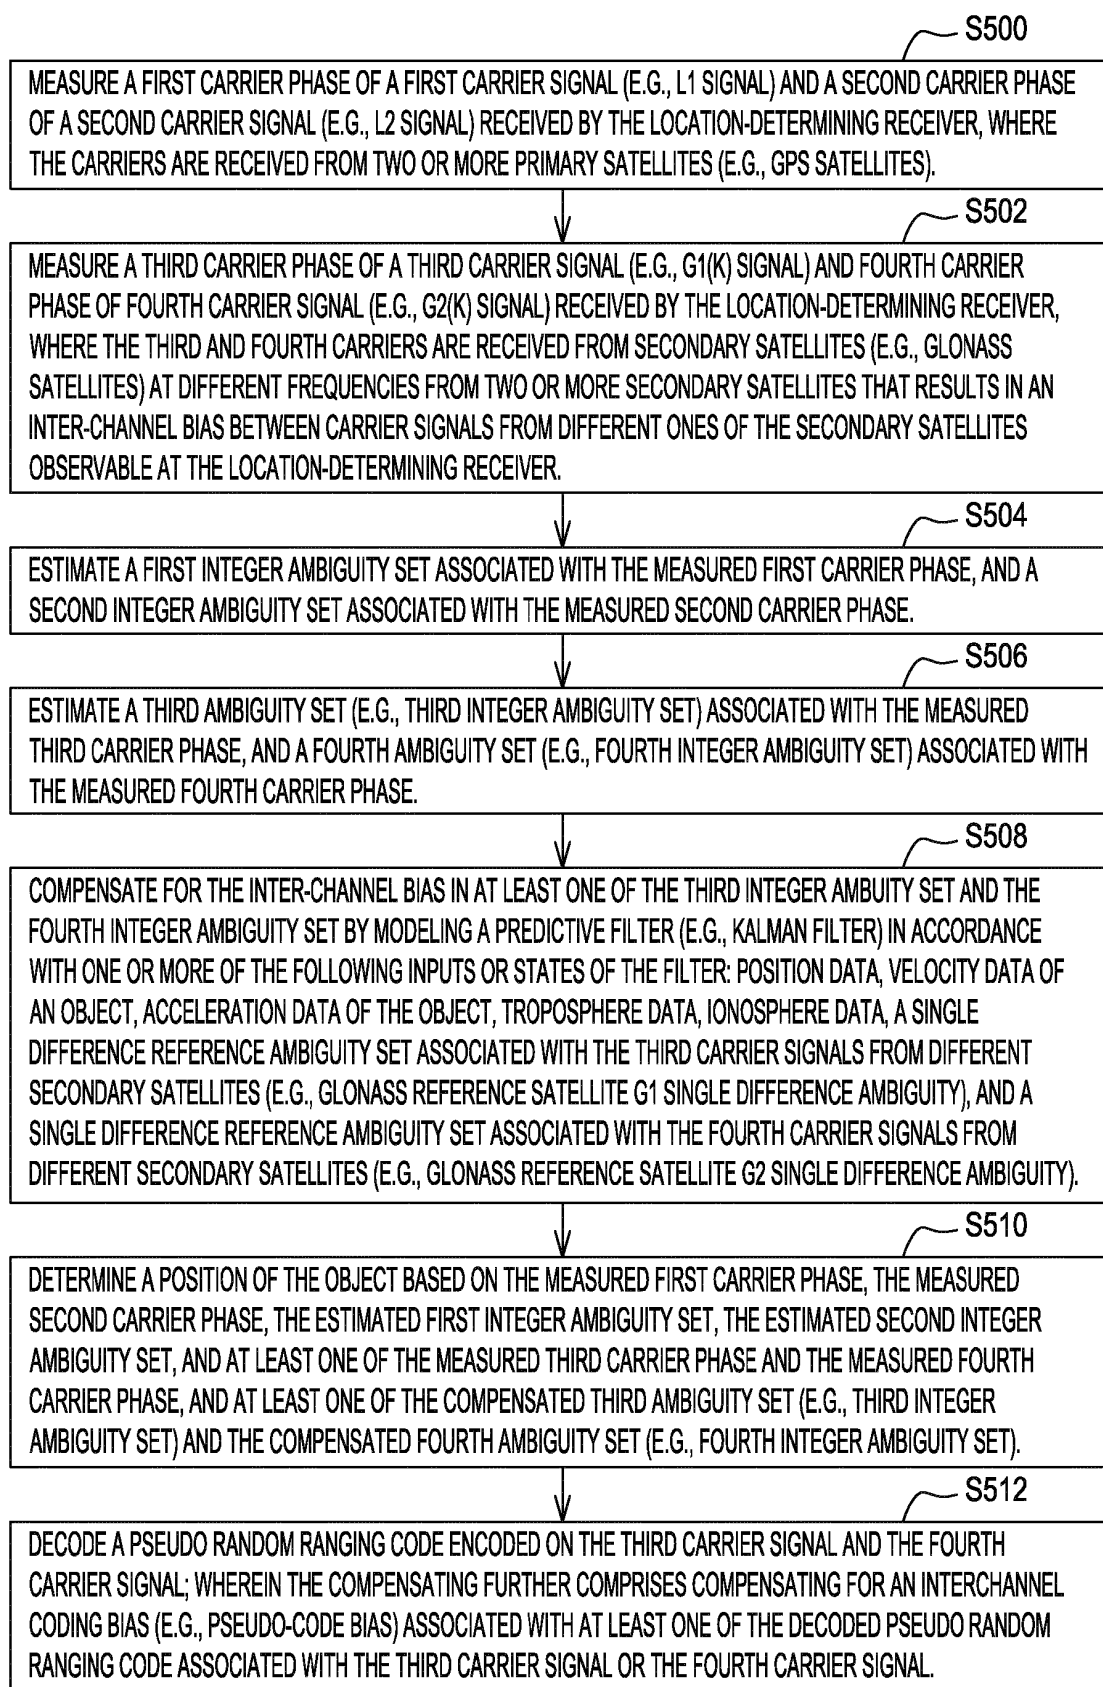 S500
MEASURE A FIRST CARRIER PHASE OF A FIRST CARRIER SIGNAL (E.G., L1 SIGNAL) AND A SECOND CARRIER PHASE
OF A SECOND CARRIER SIGNAL (E.G., L2 SIGNAL) RECEIVED BY THE LOCATION-DETERMINING RECEIVER, WHERE
THE CARRIERS ARE RECEIVED FROM TWO OR MORE PRIMARY SATELLITES (E.G., GPS SATELLITES).
S502
MEASURE A THIRD CARRIER PHASE OF A THIRD CARRIER SIGNAL (E.G., G1(K) SIGNAL) AND FOURTH CARRIER
PHASE OF FOURTH CARRIER SIGNAL (E.G., G2(K) SIGNAL) RECEIVED BY THE LOCATION-DETERMINING RECEIVER,
WHERE THE THIRD AND FOURTH CARRIERS ARE RECEIVED FROM SECONDARY SATELLITES (E.G., GLONASS
SATELLITES) AT DIFFERENT FREQUENCIES FROM TWO OR MORE SECONDARY SATELLITES THAT RESULTS IN AN
INTER-CHANNEL BIAS BETWEEN CARRIER SIGNALS FROM DIFFERENT ONES OF THE SECONDARY SATELLITES
OBSERVABLE AT THE LOCATION-DETERMINING RECEIVER.
S504
ESTIMATE A FIRST INTEGER AMBIGUITY SET ASSOCIATED WITH THE MEASURED FIRST CARRIER PHASE, AND A
SECOND INTEGER AMBIGUITY SET ASSOCIATED WITH THE MEASURED SECOND CARRIER PHASE.
S506
ESTIMATE A THIRD AMBIGUITY SET (E.G., THIRD INTEGER AMBIGUITY SET) ASSOCIATED WITH THE MEASURED
THIRD CARRIER PHASE, AND A FOURTH AMBIGUITY SET (E.G., FOURTH INTEGER AMBIGUITY SET) ASSOCIATED WITH
THE MEASURED FOURTH CARRIER PHASE.
S508
COMPENSATE FOR THE INTER-CHANNEL BIAS IN AT LEAST ONE OF THE THIRD INTEGER AMBUITY SET AND THE
FOURTH INTEGER AMBIGUITY SET BY MODELING A PREDICTIVE FILTER (E.G., KALMAN FILTER) IN ACCORDANCE
WITH ONE OR MORE OF THE FOLLOWING INPUTS OR STATES OF THE FILTER: POSITION DATA, VELOCITY DATA OF
AN OBJECT, ACCELERATION DATA OF THE OBJECT, TROPOSPHERE DATA, IONOSPHERE DATA, A SINGLE
DIFFERENCE REFERENCE AMBIGUITY SET ASSOCIATED WITH THE THIRD CARRIER SIGNALS FROM DIFFERENT
SECONDARY SATELLITES (E.G., GLONASS REFERENCE SATELLITE G1 SINGLE DIFFERENCE AMBIGUITY), AND A
SINGLE DIFFERENCE REFERENCE AMBIGUITY SET ASSOCIATED WITH THE FOURTH CARRIER SIGNALS FROM
DIFFERENT SECONDARY SATELLITES (E.G., GLONASS REFERENCE SATELLITE G2 SINGLE DIFFERENCE AMBIGUITY).
S510
DETERMINE A POSITION OF THE OBJECT BASED ON THE MEASURED FIRST CARRIER PHASE, THE MEASURED
SECOND CARRIER PHASE, THE ESTIMATED FIRST INTEGER AMBIGUITY SET, THE ESTIMATED SECOND INTEGER
AMBIGUITY SET, AND AT LEAST ONE OF THE MEASURED THIRD CARRIER PHASE AND THE MEASURED FOURTH
CARRIER PHASE, AND AT LEAST ONE OF THE COMPENSATED THIRD AMBIGUITY SET (E.G., THIRD INTEGER
AMBIGUITY SET) AND THE COMPENSATED FOURTH AMBIGUITY SET (E.G., FOURTH INTEGER AMBIGUITY SET).
S512
DECODE A PSEUDO RANDOM RANGING CODE ENCODED ON THE THIRD CARRIER SIGNAL AND THE FOURTH
CARRIER SIGNAL; WHEREIN THE COMPENSATING FURTHER COMPRISES COMPENSATING FOR AN INTERCHANNEL
CODING BIAS (E.G., PSEUDO-CODE BIAS) ASSOCIATED WITH AT LEAST ONE OF THE DECODED PSEUDO RANDOM
RANGING CODE ASSOCIATED WITH THE THIRD CARRIER SIGNAL OR THE FOURTH CARRIER SIGNAL.